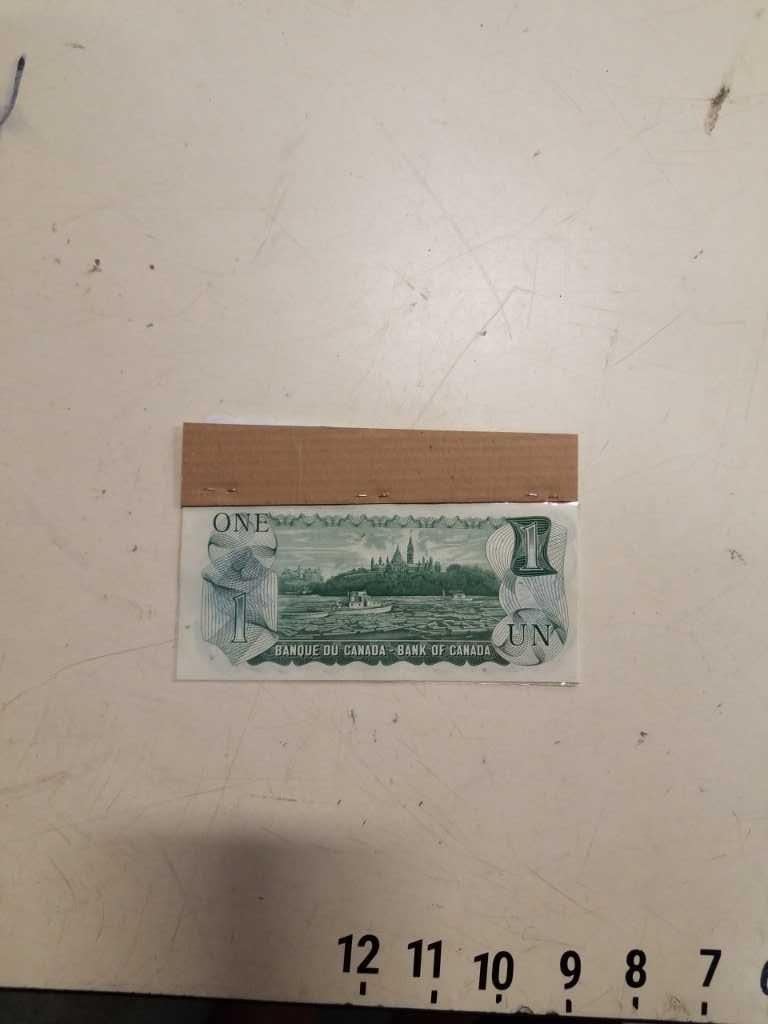 ONE
1
1
UN
BANQUE DU CANADA - BANK OF CANADA
12 11 10 9 8 7